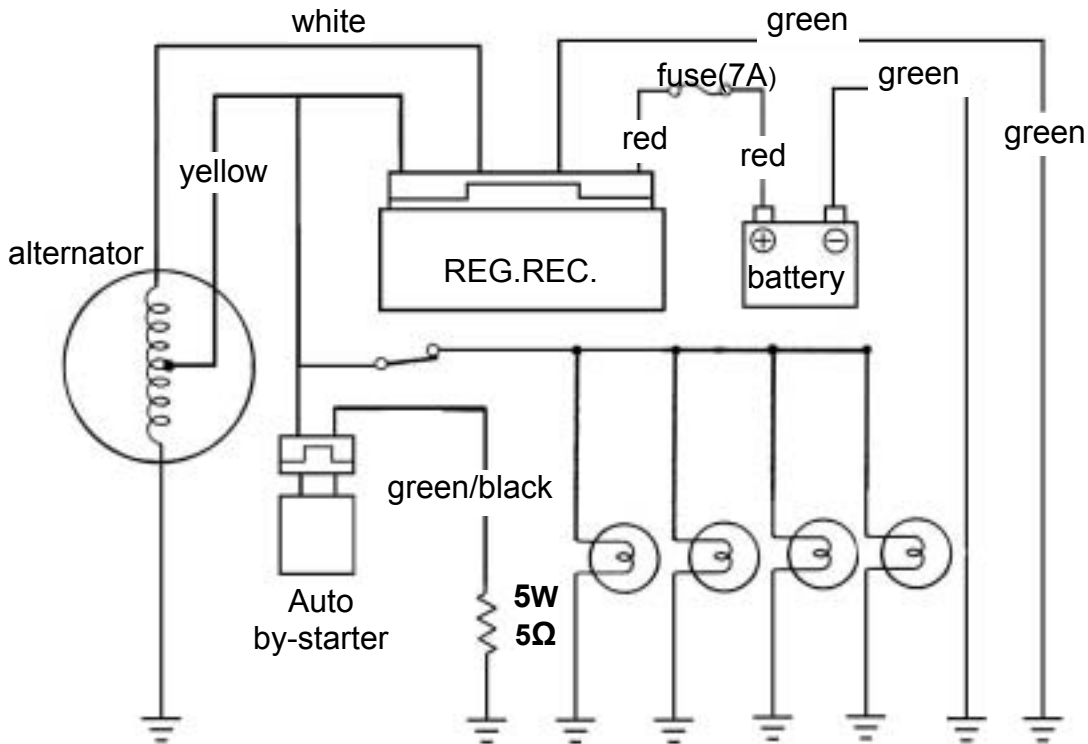 white
green
fuse(7A)
green
red
red
green
yellow
alternator
REG.REC.
+
−
battery
green/black
Auto
by-starter
5W
5Ω